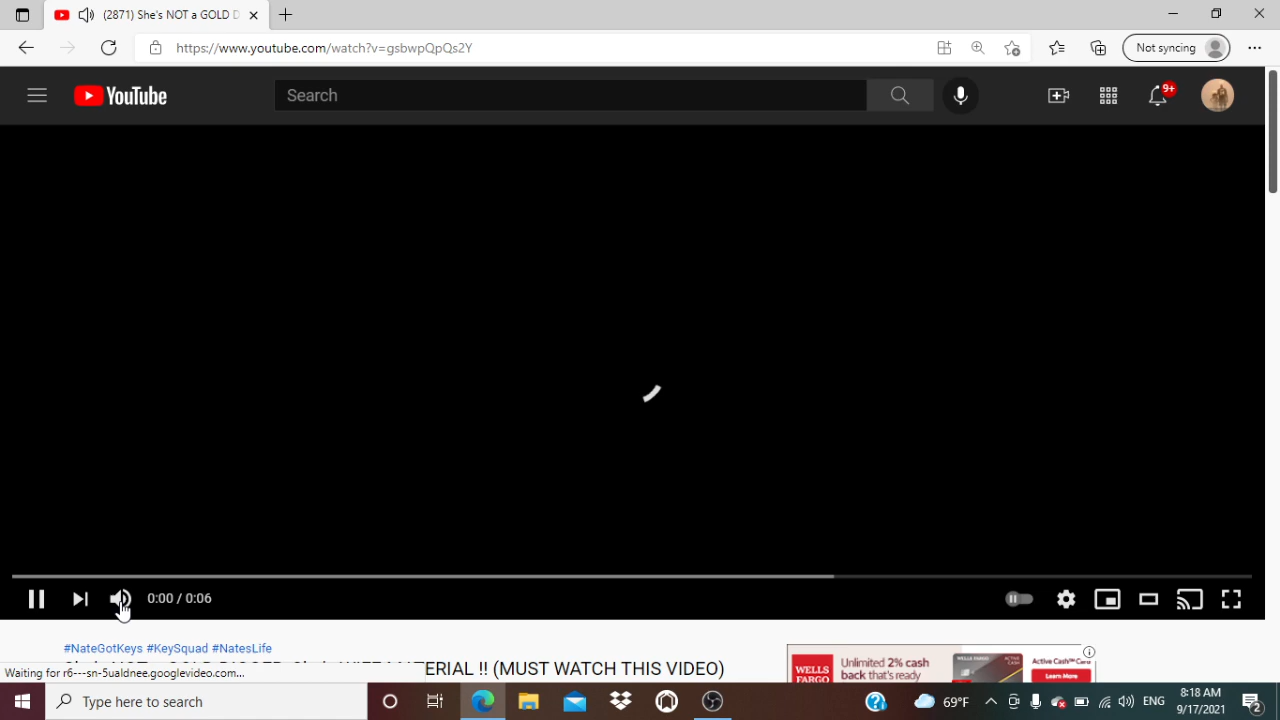 (2871) She's NOT a GOLD D
https://www.youtube.com/watch?v=gsbwpQpQs2Y
Not syncing
YouTube
Search
9+
0:00 / 0:06
#NateGotKeys #KeySquad #NatesLife
MATERIAL !! (MUST WATCH THIS VIDEO)
WELLS FARGO
Unlimited 2% cash back that's ready
Active Cash
Learn More
Waiting for r6---sn-5ualdnee.googlevideo.com...
Type here to search
69°F
ENG
8:18 AM
9/17/2021
2